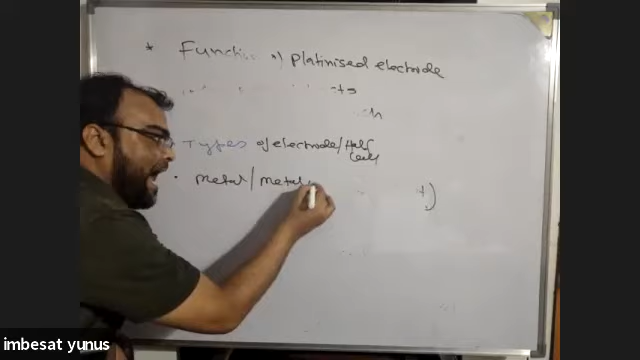 * Function of platinised electrode
Types of electrode/Half
Cell
• metal/metal
imbesat yunus